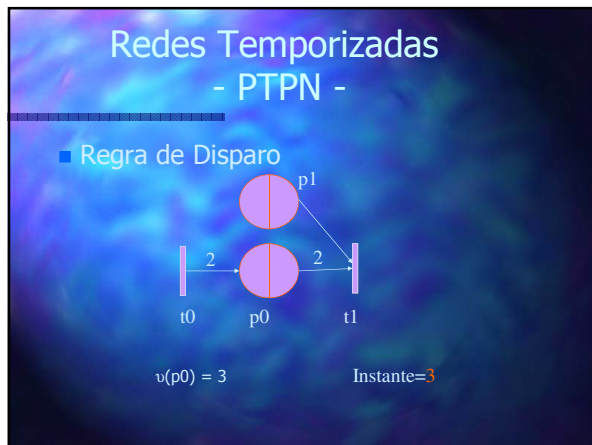 Redes Temporizadas
- PTPN -
Regra de Disparo
p1
2
2
t0
p0
t1
υ(p0) = 3
Instante=3